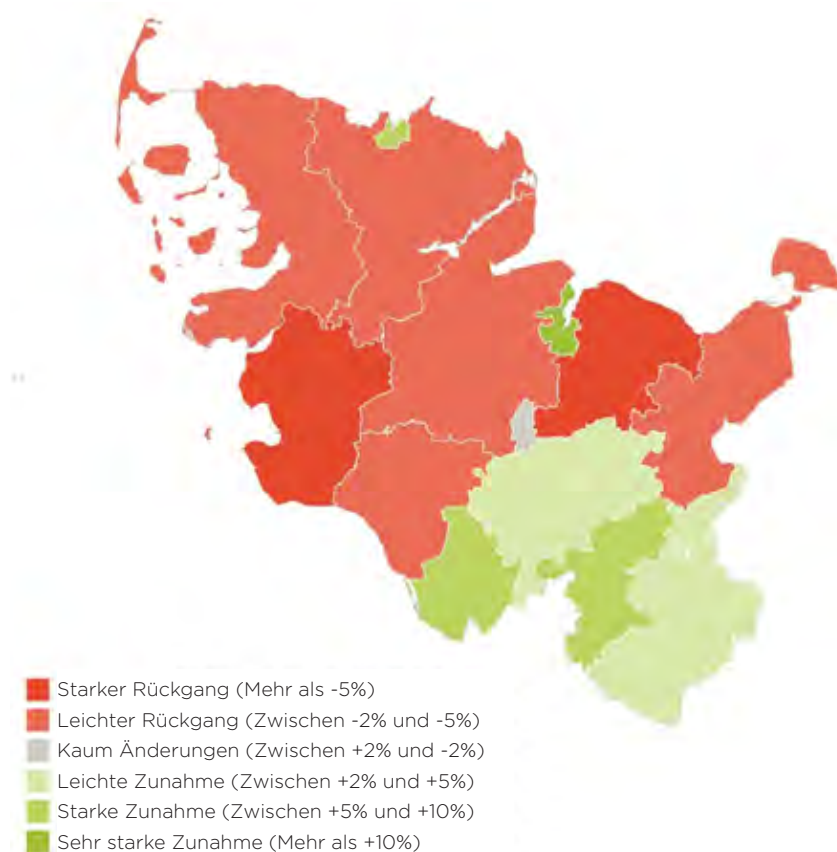 Starker Rückgang (Mehr als -5%)
Leichter Rückgang (Zwischen -2% und -5%)
Kaum Änderungen (Zwischen +2% und -2%)
Leichte Zunahme (Zwischen +2% und +5%)
Starke Zunahme (Zwischen +5% und +10%)
Sehr starke Zunahme (Mehr als +10%)